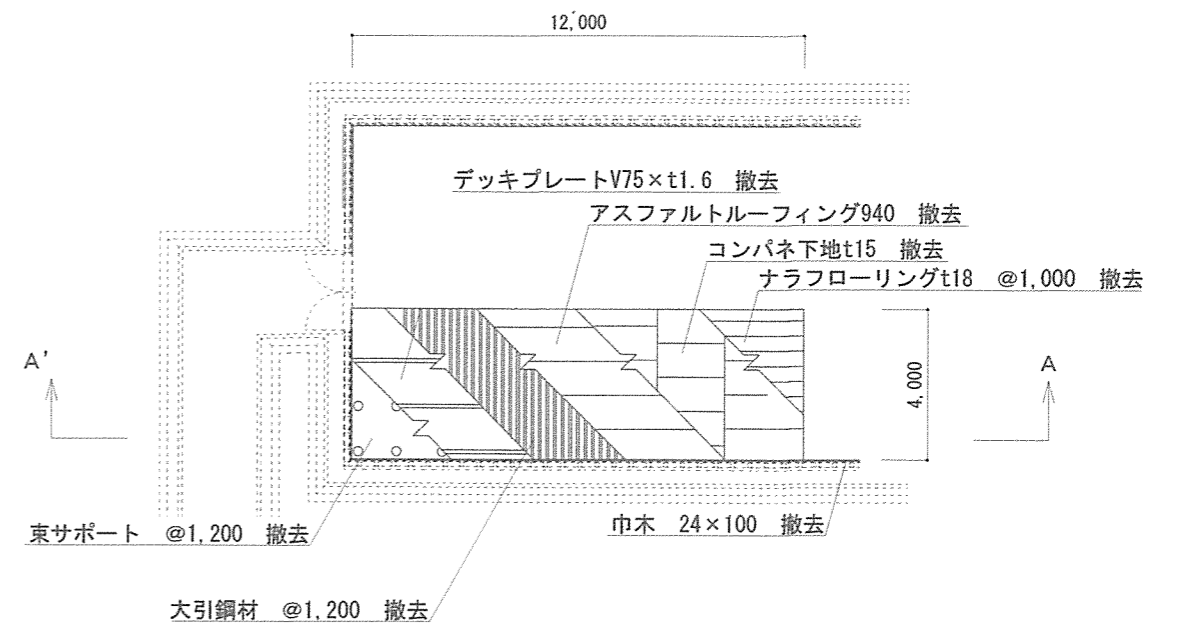 12,000
デッキプレートV75×t1.6　撤去
アスファルトルーフィング940　撤去
コンパネ下地t15　撤去
ナラフローリングt18　@1,000　撤去
A'
A
4,000
束サポート　@1,200　撤去
巾木　24×100　撤去
大引鋼材　@1,200　撤去